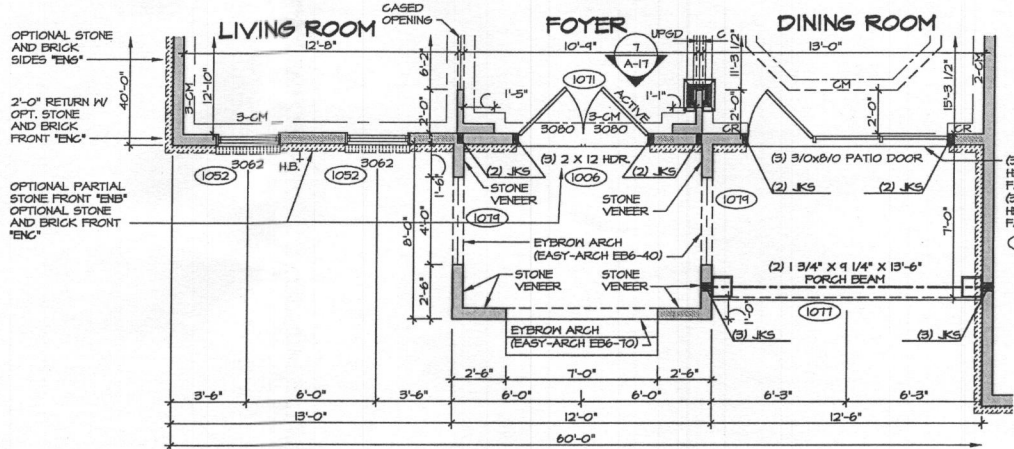 CASED
OPENING
LIVING ROOM
FOYER
DINING ROOM
12'-8"
10'-9"
13'-0"
UPGD
C
7
A-17
OPTIONAL STONE
AND BRICK
SIDES "ENG"
40'-0"
3-CM
12'-10"
6'-2"
2'-0"
1071
1'-5"
1'-1"
ACTIVE
3-CM
3080
3080
11'-3 1/2"
2'-0"
CM
2'-0"
15'-3 1/2"
2-CM
CR
CR
2'-0" RETURN W/
OPT. STONE
AND BRICK
FRONT "ENC"
3-CM
3062
3062
H.B.
1052
1052
(3) 2 X 12 HDR.
(2) JKS
1006
(2) JKS
(3) 3/0x8/0 PATIO DOOR
(2) JKS
(2) JKS
OPTIONAL PARTIAL
STONE FRONT "ENB"
OPTIONAL STONE
AND BRICK FRONT
"ENC"
1'-6"
STONE
VENEER
1079
STONE
VENEER
1079
8'-0"
4'-0"
2'-6"
7'-0"
EYBROW ARCH
(EASY-ARCH EB6-40)
STONE
VENEER
STONE
VENEER
(2) 1 3/4" X 9 1/4" X 13'-6"
PORCH BEAM
1077
1'-0"
(3) JKS
(3) JKS
EYBROW ARCH
(EASY-ARCH EB6-70)
2'-6"
7'-0"
2'-6"
3'-6"
6'-0"
3'-6"
6'-0"
6'-0"
6'-3"
6'-3"
13'-0"
12'-0"
12'-6"
60'-0"